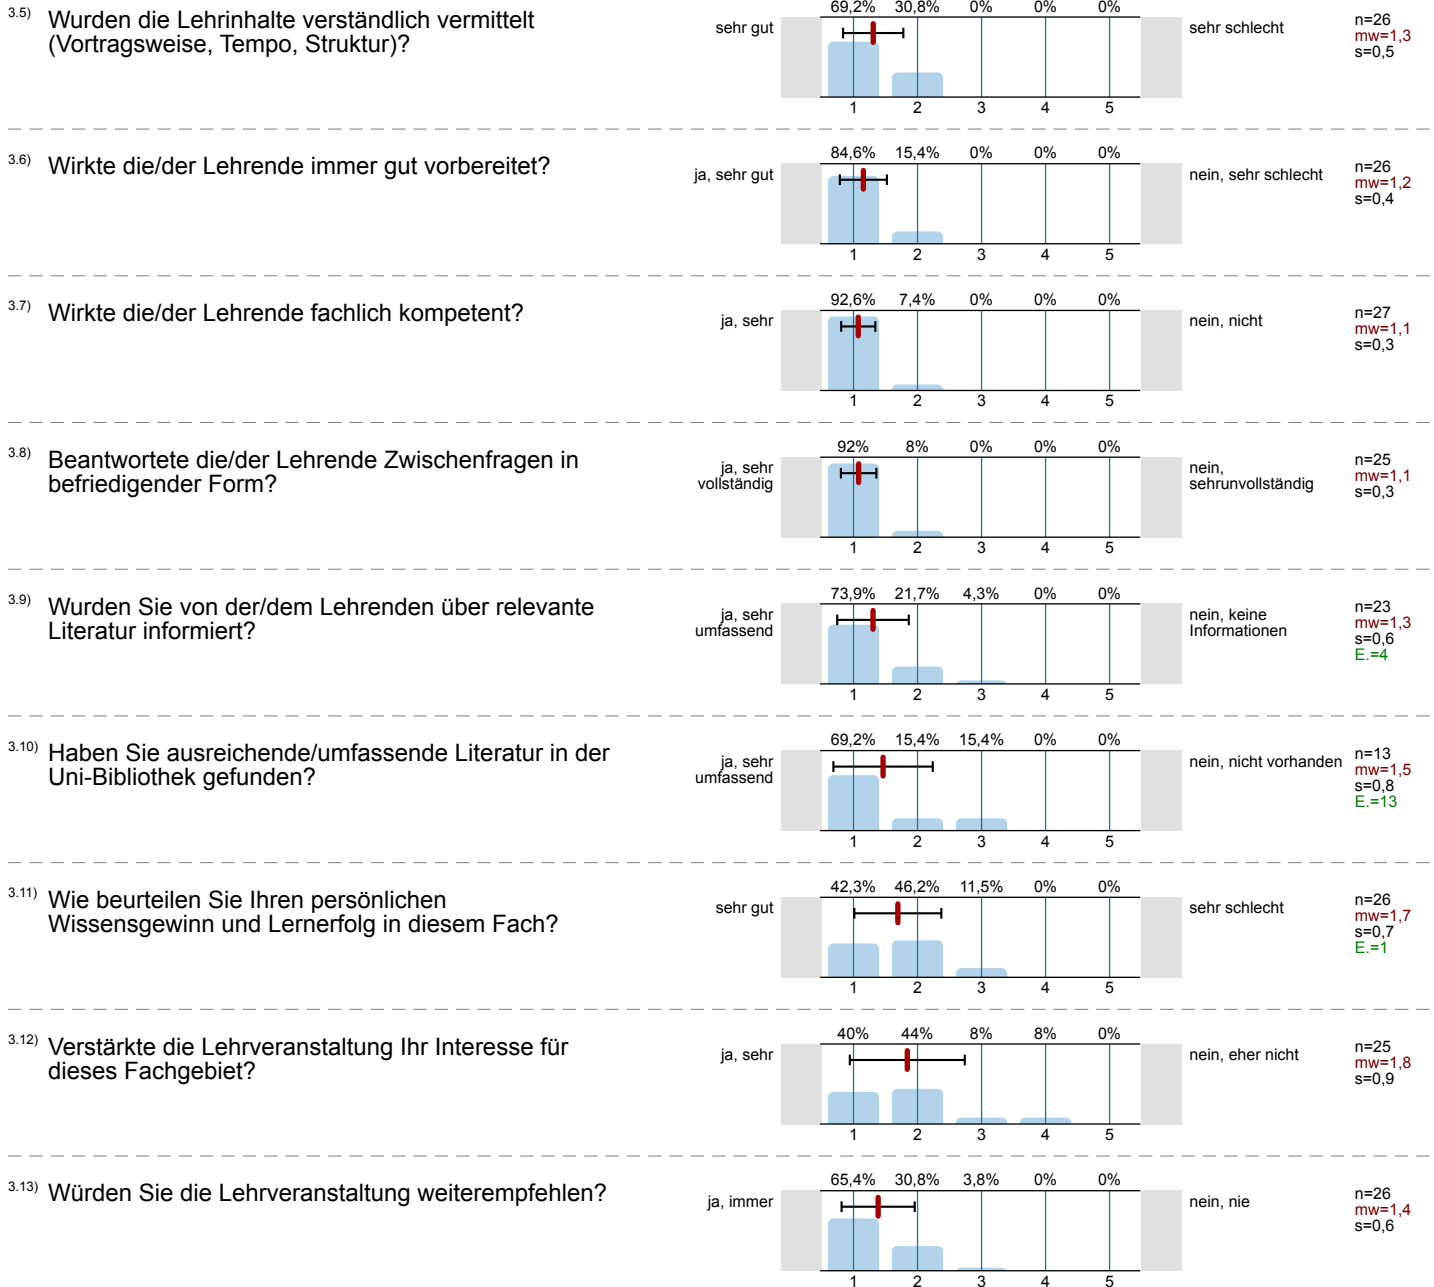 3.5) Wurden die Lehrinhalte verständlich vermittelt
(Vortragsweise, Tempo, Struktur)?
sehr gut
69,2% 30,8% 0% 0% 0%
1 2 3 4 5
sehr schlecht
n=26
mw=1,3
s=0,5
3.6) Wirkte die/der Lehrende immer gut vorbereitet?
ja, sehr gut
84,6% 15,4% 0% 0% 0%
1 2 3 4 5
nein, sehr schlecht
n=26
mw=1,2
s=0,4
3.7) Wirkte die/der Lehrende fachlich kompetent?
ja, sehr
92,6% 7,4% 0% 0% 0%
1 2 3 4 5
nein, nicht
n=27
mw=1,1
s=0,3
3.8) Beantwortete die/der Lehrende Zwischenfragen in
befriedigender Form?
ja, sehr
vollständig
92% 8% 0% 0% 0%
1 2 3 4 5
nein,
sehrunvollständig
n=25
mw=1,1
s=0,3
3.9) Wurden Sie von der/dem Lehrenden über relevante
Literatur informiert?
ja, sehr
umfassend
73,9% 21,7% 4,3% 0% 0%
1 2 3 4 5
nein, keine
Informationen
n=23
mw=1,3
s=0,6
E.=4
3.10) Haben Sie ausreichende/umfassende Literatur in der
Uni-Bibliothek gefunden?
ja, sehr
umfassend
69,2% 15,4% 15,4% 0% 0%
1 2 3 4 5
nein, nicht vorhanden
n=13
mw=1,5
s=0,8
E.=13
3.11) Wie beurteilen Sie Ihren persönlichen
Wissensgewinn und Lernerfolg in diesem Fach?
sehr gut
42,3% 46,2% 11,5% 0% 0%
1 2 3 4 5
sehr schlecht
n=26
mw=1,7
s=0,7
E.=1
3.12) Verstärkte die Lehrveranstaltung Ihr Interesse für
dieses Fachgebiet?
ja, sehr
40% 44% 8% 8% 0%
1 2 3 4 5
nein, eher nicht
n=25
mw=1,8
s=0,9
3.13) Würden Sie die Lehrveranstaltung weiterempfehlen?
ja, immer
65,4% 30,8% 3,8% 0% 0%
1 2 3 4 5
nein, nie
n=26
mw=1,4
s=0,6